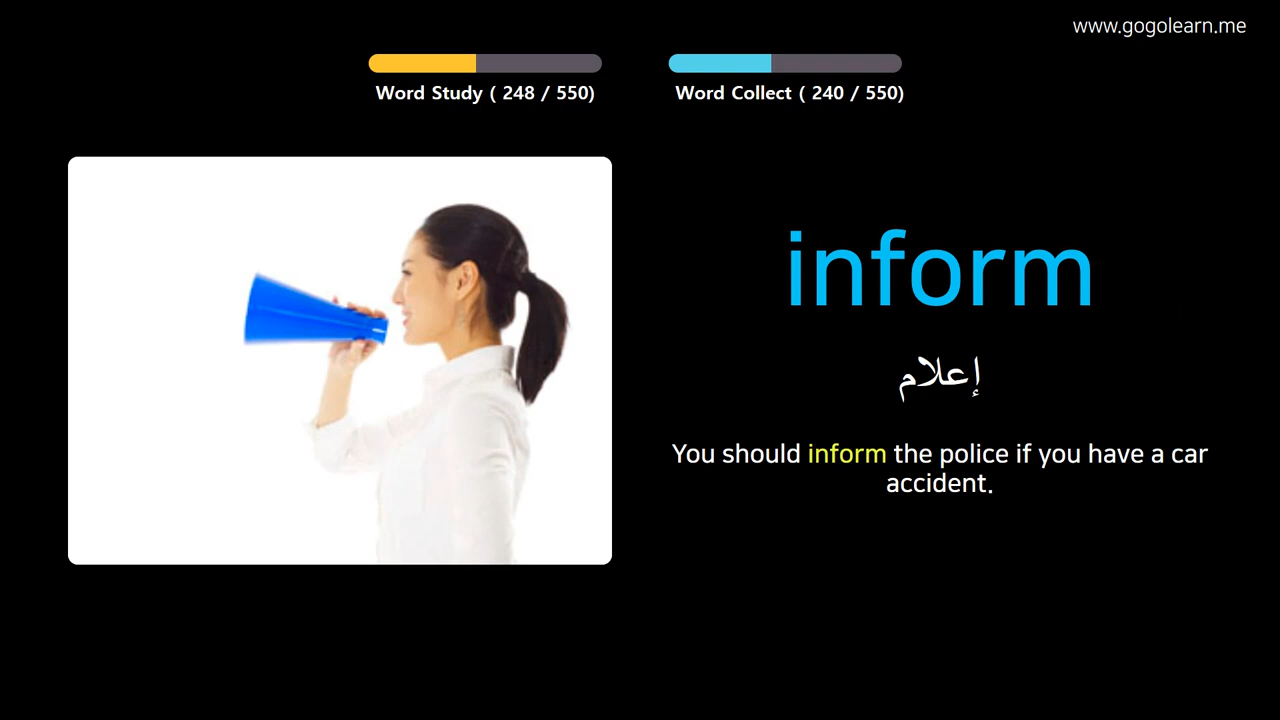 www.gogolearn.me
Word Study ( 248 / 550)
Word Collect ( 240 / 550)
inform
إعلام
You should inform the police if you have a car
accident.